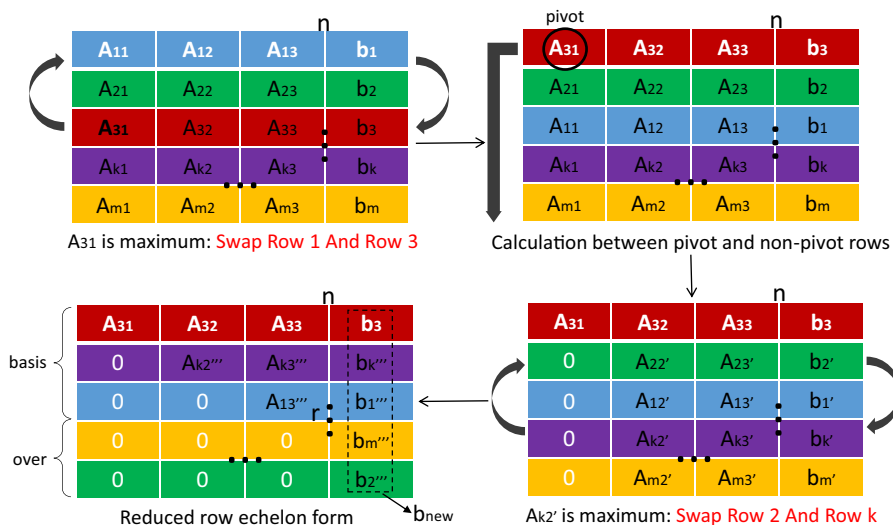 n
A11 A12 A13 b1
A21 A22 A23 b2
A31 A32 A33 b3
Ak1 Ak2 Ak3 bk
Am1 Am2 Am3 bm
A31 is maximum: Swap Row 1 And Row 3
pivot
n
A31 A32 A33 b3
A21 A22 A23 b2
A11 A12 A13 b1
Ak1 Ak2 Ak3 bk
Am1 Am2 Am3 bm
Calculation between pivot and non-pivot rows
n
basis
over
A31 A32 A33 b3
0 Ak2‴ Ak3‴ bk‴
0 0 A13‴ b1‴
r
0 0 0 bm‴
0 0 0 b2‴
Reduced row echelon form
bnew
n
A31 A32 A33 b3
0 A22′ A23′ b2′
0 A12′ A13′ b1′
0 Ak2′ Ak3′ bk′
0 Am2′ Am3′ bm′
Ak2′ is maximum: Swap Row 2 And Row k